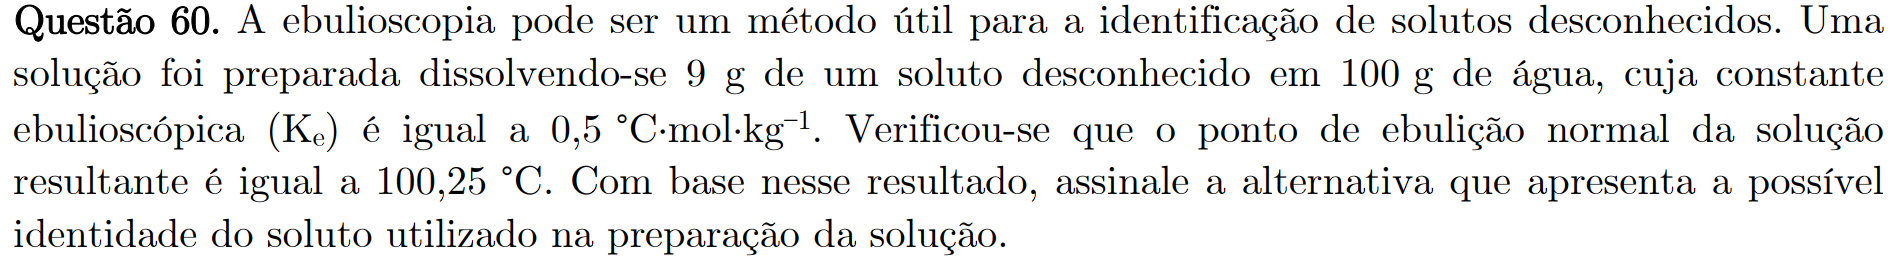 Questão 60. A ebulioscopia pode ser um método útil para a identificação de solutos desconhecidos. Uma
solução foi preparada dissolvendo-se 9 g de um soluto desconhecido em 100 g de água, cuja constante
ebulioscópica (Kₑ) é igual a 0,5 °C·mol·kg⁻¹. Verificou-se que o ponto de ebulição normal da solução
resultante é igual a 100,25 °C. Com base nesse resultado, assinale a alternativa que apresenta a possível
identidade do soluto utilizado na preparação da solução.